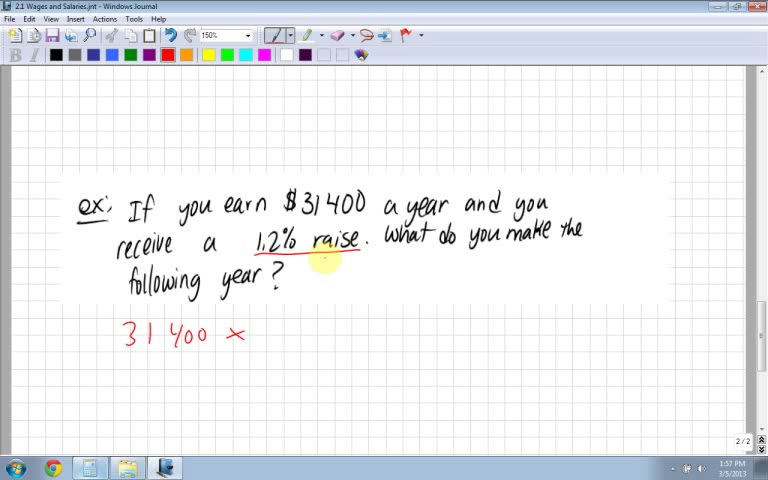 2.1 Wages and Salaries.jnt - Windows Journal
File Edit View Insert Actions Tools Help
150%
B I
ex: If you earn $31400 a year and you
receive a 1.2% raise. What do you make the
following year?
31 400 ×
2 / 2
1:57 PM
3/5/2013